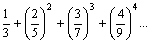 1/3 + (2/5)^2 + (3/7)^3 + (4/9)^4 ...